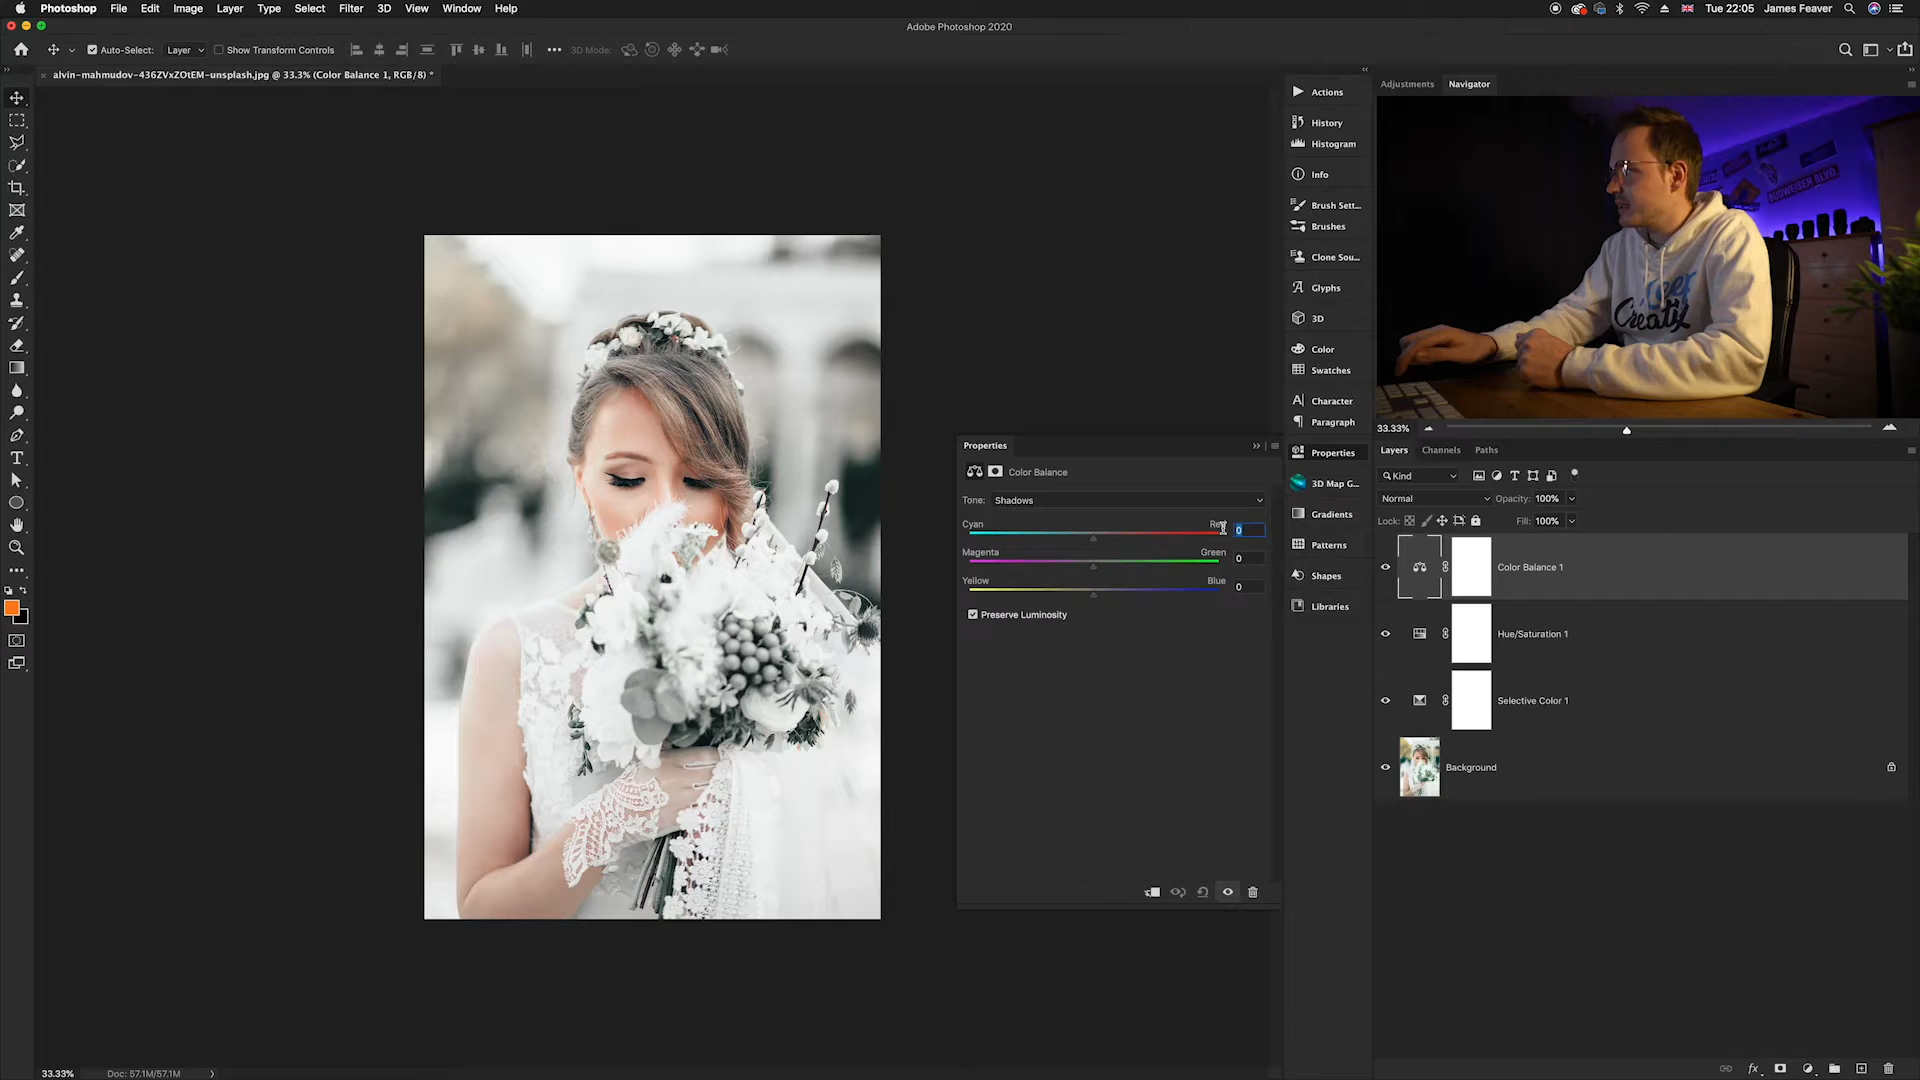 Photoshop File Edit Image Layer Type Select Filter 3D View Window Help Tue 22:05 James Feaver
Adobe Photoshop 2020
Auto-Select: Layer Show Transform Controls 3D Mode:
alvin-mahmudov-436ZVxZOtEM-unsplash.jpg @ 33.3% (Color Balance 1, RGB/8) *
Adjustments Navigator
Actions
History
Histogram
Info
Brush Sett...
Brushes
Clone Sou...
Glyphs
3D
Color
Swatches
Character
Paragraph
Properties
3D Map G...
Gradients
Patterns
Shapes
Libraries
BUDWEISER BLVD.
Keep
Creatix
33.33%
Properties
Color Balance
Tone: Shadows
Cyan Red 0
Magenta Green 0
Yellow Blue 0
Preserve Luminosity
Layers Channels Paths
Kind
Normal Opacity: 100%
Lock: Fill: 100%
Color Balance 1
Hue/Saturation 1
Selective Color 1
Background
fx
33.33% Doc: 57.1M/57.1M